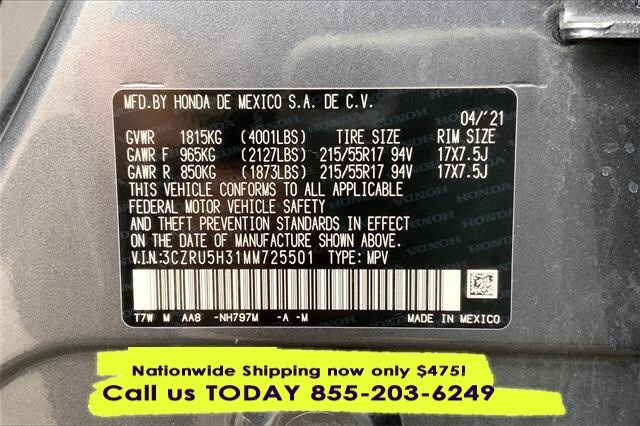 MFD.BY HONDA DE MEXICO S.A. DE C.V.
04/'21
GVWR 1815KG (4001LBS) TIRE SIZE RIM SIZE
GAWR F 965KG (2127LBS) 215/55R17 94V 17X7.5J
GAWR R 850KG (1873LBS) 215/55R17 94V 17X7.5J
THIS VEHICLE CONFORMS TO ALL APPLICABLE
FEDERAL MOTOR VEHICLE SAFETY
AND THEFT PREVENTION STANDARDS IN EFFECT
ON THE DATE OF MANUFACTURE SHOWN ABOVE.
V.I.N:3CZRU5H31MM725501 TYPE: MPV
T7W M AA8 -NH797M -A -M MADE IN MEXICO
Nationwide Shipping now only $475!
Call us TODAY 855-203-6249